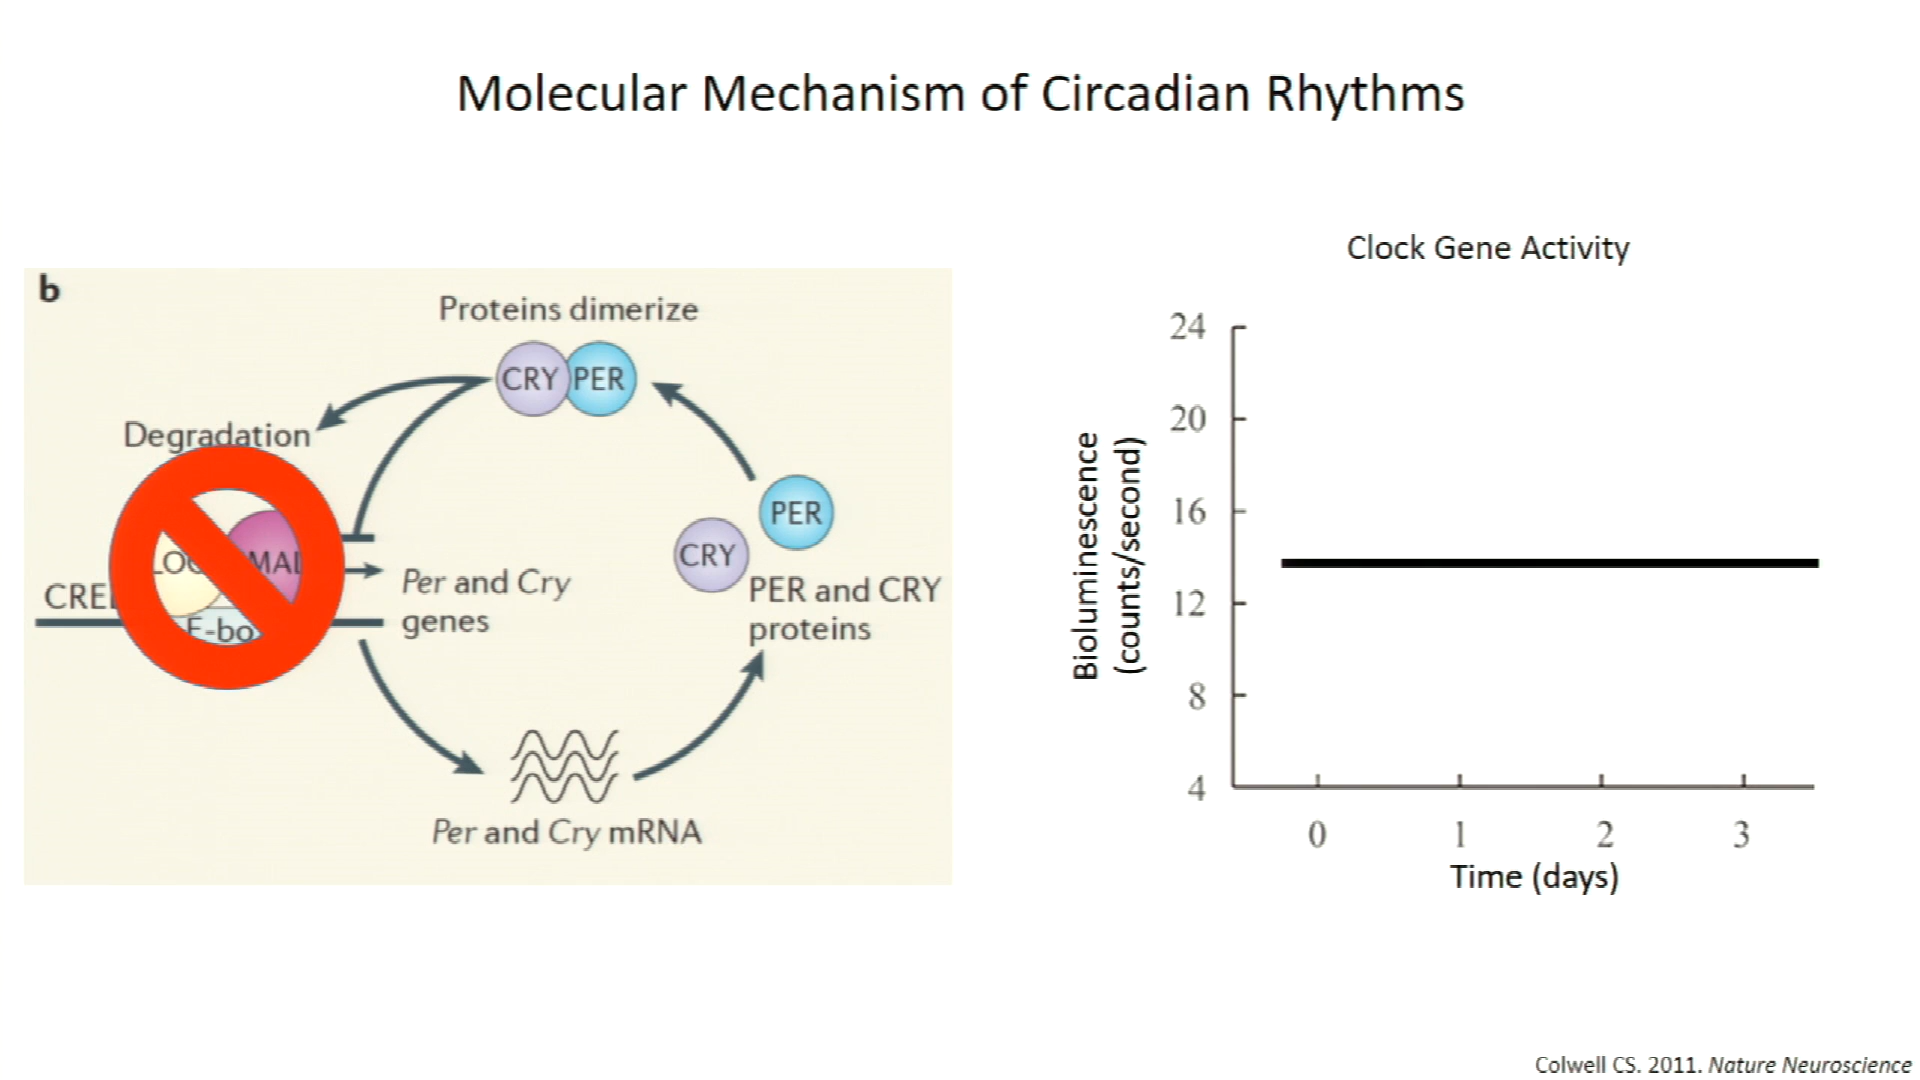 Molecular Mechanism of Circadian Rhythms
b
Proteins dimerize
CRY PER
Degradation
PER
CRY
Per and Cry
genes
PER and CRY
proteins
Per and Cry mRNA
Clock Gene Activity
24
20
16
12
8
4
Bioluminescence
(counts/second)
0 1 2 3
Time (days)
Colwell CS. 2011. Nature Neuroscience